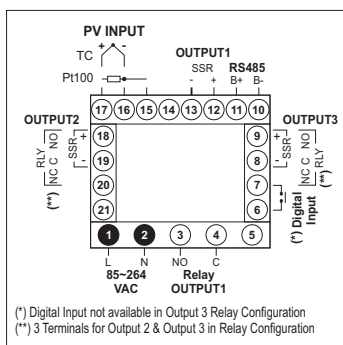 PV INPUT
TC + -
Pt100
OUTPUT1
SSR
- +
RS485
B+ B-
17 16 15 14 13 12 11 10
OUTPUT2
RLY
NC C NO
(**)
SSR
+
-
18
19
20
21
9
8
7
6
+
-
SSR
OUTPUT3
RLY
NC C NO
(**)
(*) Digital
Input
1 2 3 4 5
L N NO C
85~264
VAC
Relay
OUTPUT1
(*) Digital Input not available in Output 3 Relay Configuration
(**) 3 Terminals for Output 2 & Output 3 in Relay Configuration